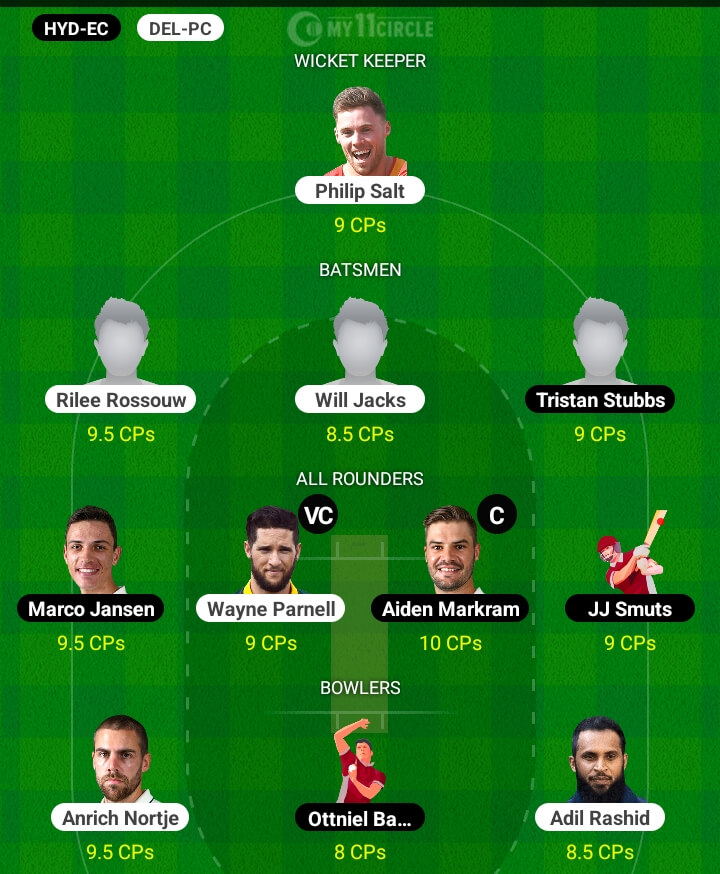 HYD-EC DEL-PC MY11CIRCLE
WICKET KEEPER
Philip Salt
9 CPs
BATSMEN
Rilee Rossouw Will Jacks Tristan Stubbs
9.5 CPs 8.5 CPs 9 CPs
ALL ROUNDERS
VC C
Marco Jansen Wayne Parnell Aiden Markram JJ Smuts
9.5 CPs 9 CPs 10 CPs 9 CPs
BOWLERS
Anrich Nortje Ottniel Ba... Adil Rashid
9.5 CPs 8 CPs 8.5 CPs